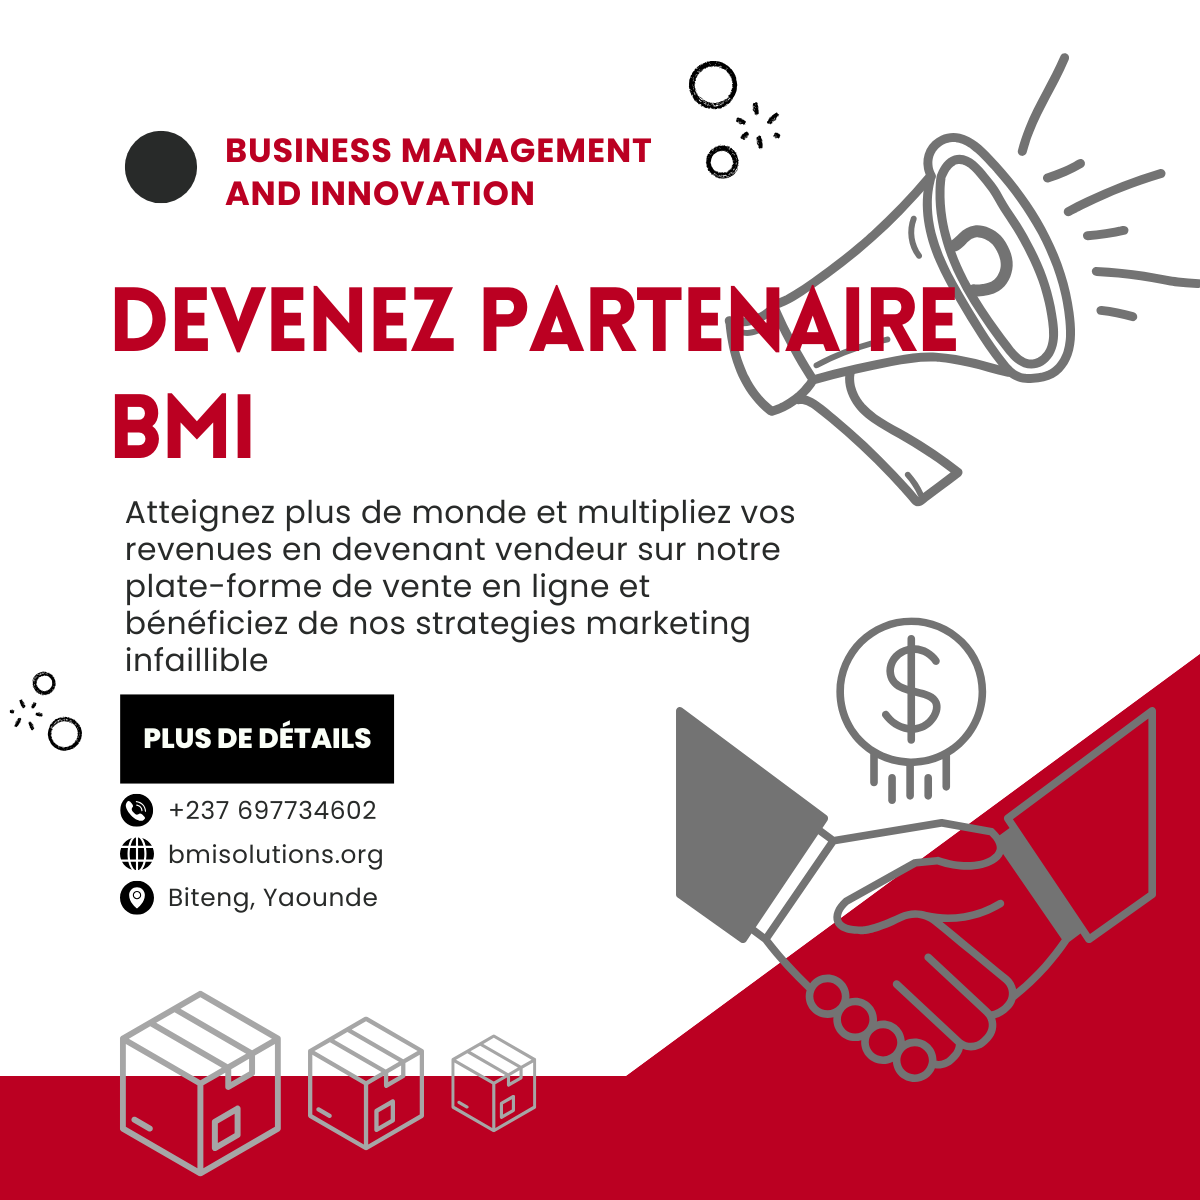 BUSINESS MANAGEMENT
AND INNOVATION
DEVENEZ PARTENAIRE
BMI
Atteignez plus de monde et multipliez vos
revenues en devenant vendeur sur notre
plate-forme de vente en ligne et
bénéficiez de nos strategies marketing
infaillible
PLUS DE DÉTAILS
+237 697734602
bmisolutions.org
Biteng, Yaounde